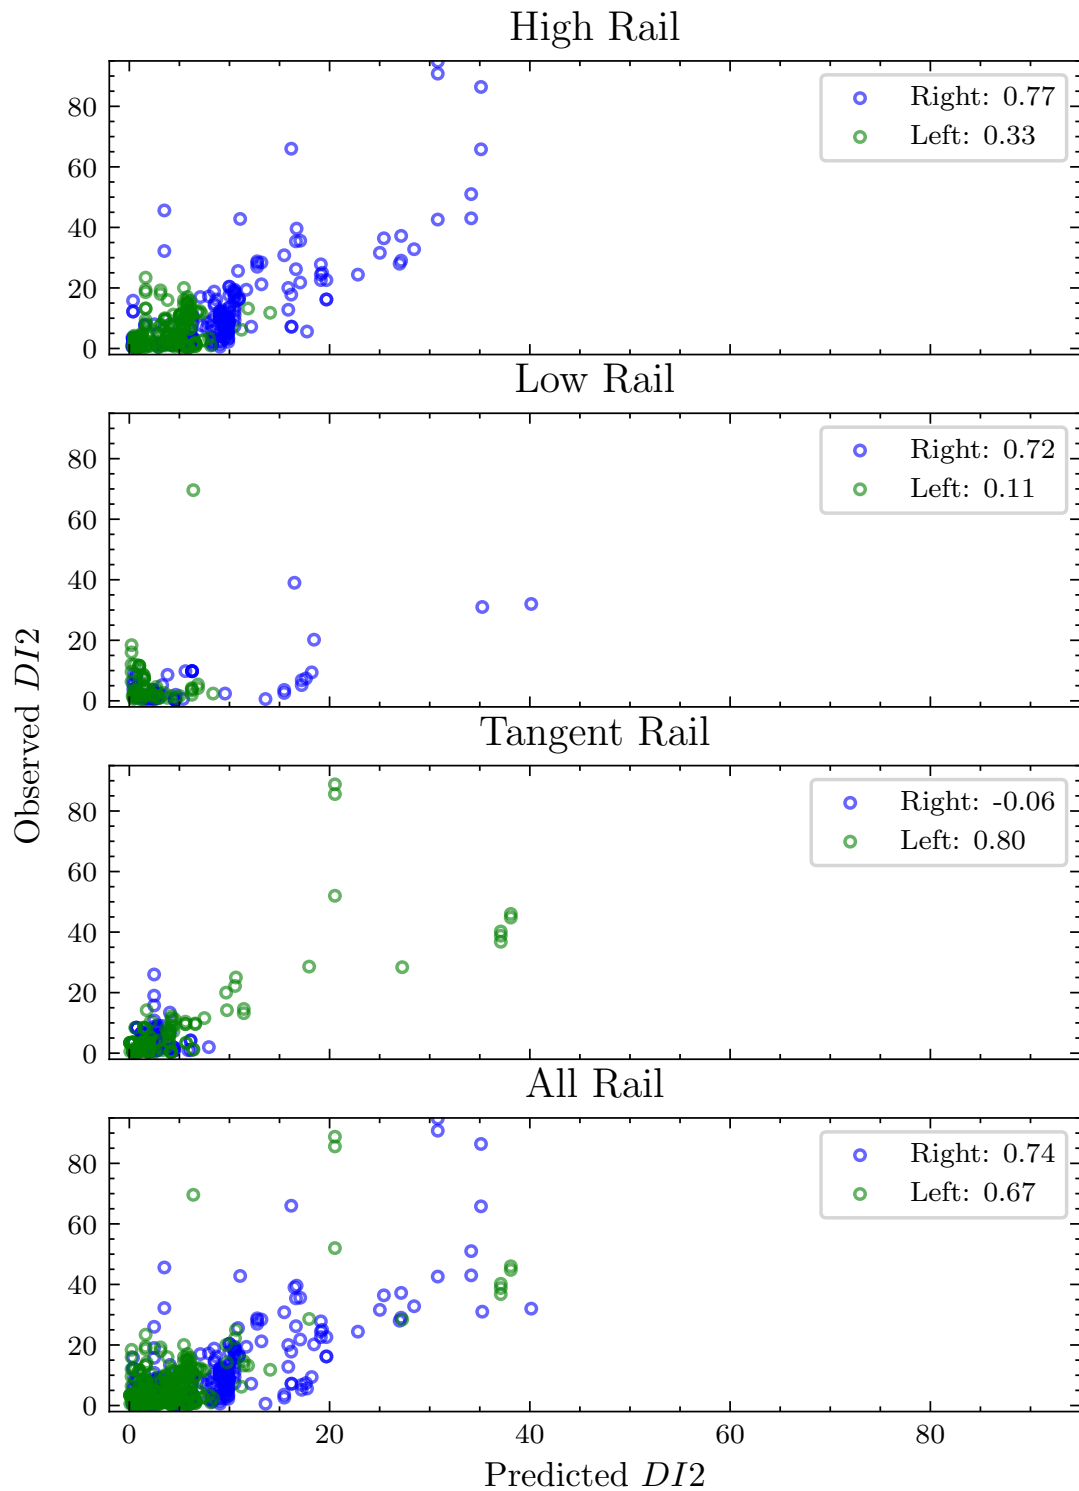 High Rail
80
60
40
20
0
Right: 0.77
Left: 0.33
Low Rail
80
60
40
20
0
Right: 0.72
Left: 0.11
Observed DI2
Tangent Rail
80
60
40
20
0
Right: -0.06
Left: 0.80
All Rail
80
60
40
20
0
Right: 0.74
Left: 0.67
0 20 40 60 80
Predicted DI2